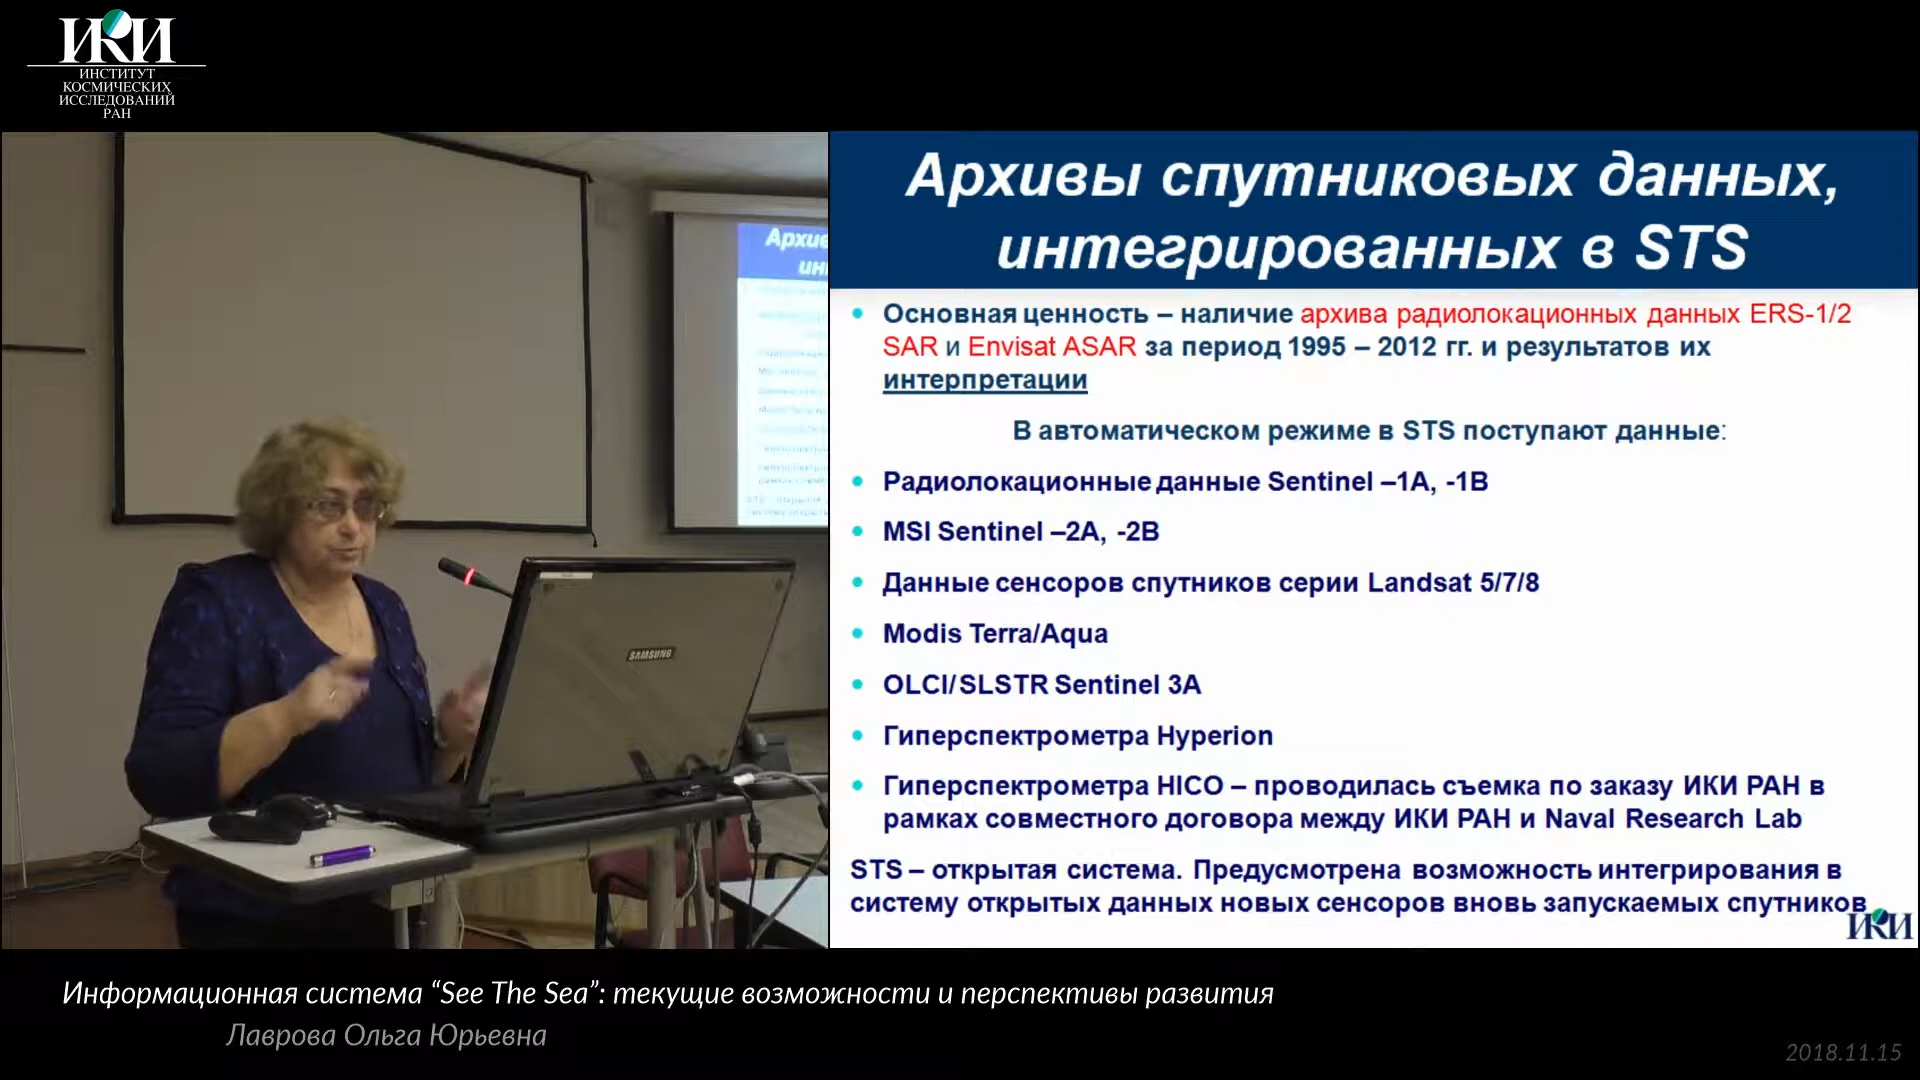 ИКИ
ИНСТИТУТ
КОСМИЧЕСКИХ
ИССЛЕДОВАНИЙ
РАН
Архи
ин
SAMSUNG
Архивы спутниковых данных,
интегрированных в STS
• Основная ценность – наличие архива радиолокационных данных ERS-1/2
SAR и Envisat ASAR за период 1995 – 2012 гг. и результатов их
интерпретации
В автоматическом режиме в STS поступают данные:
• Радиолокационные данные Sentinel –1A, -1B
• MSI Sentinel –2A, -2B
• Данные сенсоров спутников серии Landsat 5/7/8
• Modis Terra/Aqua
• OLCI/SLSTR Sentinel 3A
• Гиперспектрометра Hyperion
• Гиперспектрометра HICO – проводилась съемка по заказу ИКИ РАН в
рамках совместного договора между ИКИ РАН и Naval Research Lab
STS – открытая система. Предусмотрена возможность интегрирования в
систему открытых данных новых сенсоров вновь запускаемых спутников
ИКИ
Информационная система “See The Sea”: текущие возможности и перспективы развития
Лаврова Ольга Юрьевна
2018.11.15